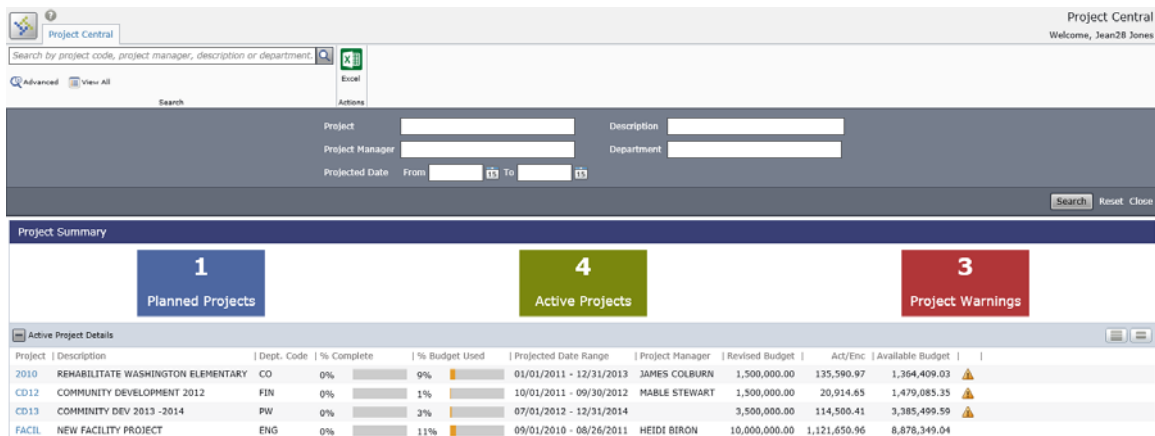 Project Central
Project Central
Welcome, Jean28 Jones
Search by project code, project manager, description or department.
Excel
Advanced View All
Search Actions
Project Description
Project Manager Department
Projected Date From 15 To 15
Search Reset Close
Project Summary
1 4 3
Planned Projects Active Projects Project Warnings
Active Project Details
Project | Description | Dept. Code | % Complete | % Budget Used | Projected Date Range | Project Manager | Revised Budget | Act/Enc | Available Budget | |
2010 REHABILITATE WASHINGTON ELEMENTARY CO 0% 9% 01/01/2011 - 12/31/2013 JAMES COLBURN 1,500,000.00 135,590.97 1,364,409.03
CD12 COMMUNITY DEVELOPMENT 2012 FIN 0% 1% 10/01/2011 - 09/30/2012 MABLE STEWART 1,500,000.00 20,914.65 1,479,085.35
CD13 COMMINITY DEV 2013 -2014 PW 0% 3% 07/01/2012 - 12/31/2014 3,500,000.00 114,500.41 3,385,499.59
FACIL NEW FACILITY PROJECT ENG 0% 11% 09/01/2010 - 08/26/2011 HEIDI BIRON 10,000,000.00 1,121,650.96 8,878,349.04